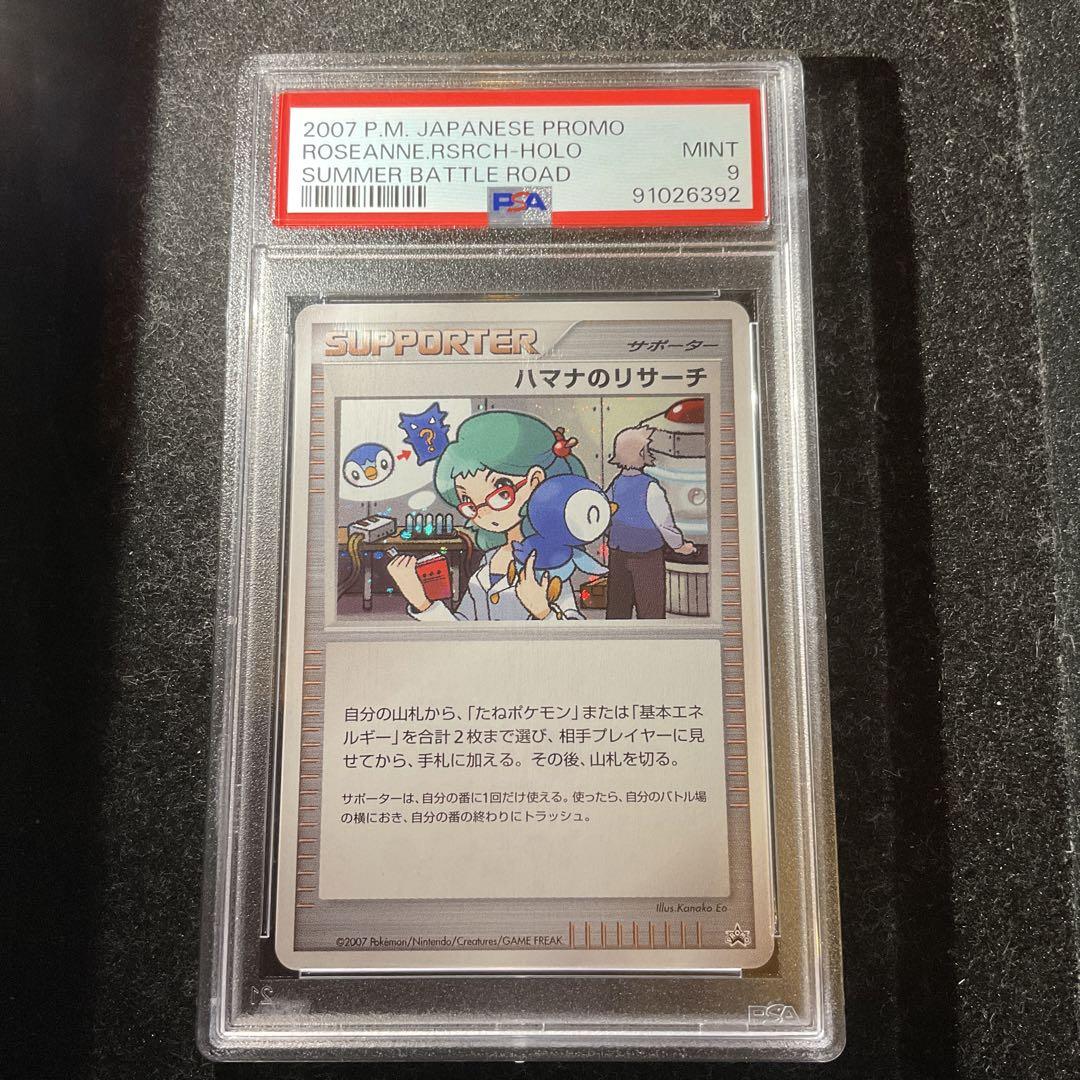 2007 P.M. JAPANESE PROMO
ROSEANNE.RSRCH-HOLO
MINT
SUMMER BATTLE ROAD
9
PSA
91026392
SUPPORTER
サポーター
ハマナのリサーチ
?
自分の山札から、「たねポケモン」または「基本エネ
ルギー」を合計2枚まで選び、相手プレイヤーに見
せてから、手札に加える。その後、山札を切る。
サポーターは、自分の番に1回だけ使える。使ったら、自分のバトル場
の横におき、自分の番の終わりにトラッシュ。
Illus.Kanako Eo
©2007 Pokémon/Nintendo/Creatures/GAME FREAK
PSA